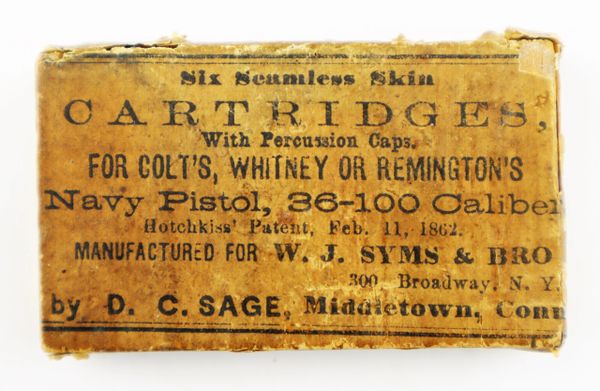 Six Seamless Skin
CARTRIDGES,
With Percussion Caps.
FOR COLT'S, WHITNEY OR REMINGTON'S
Navy Pistol, 36-100 Caliber
Hotchkiss' Patent, Feb. 11, 1862.
MANUFACTURED FOR W. J. SYMS & BRO
300 Broadway, N. Y.
by D. C. SAGE, Middletown, Conn